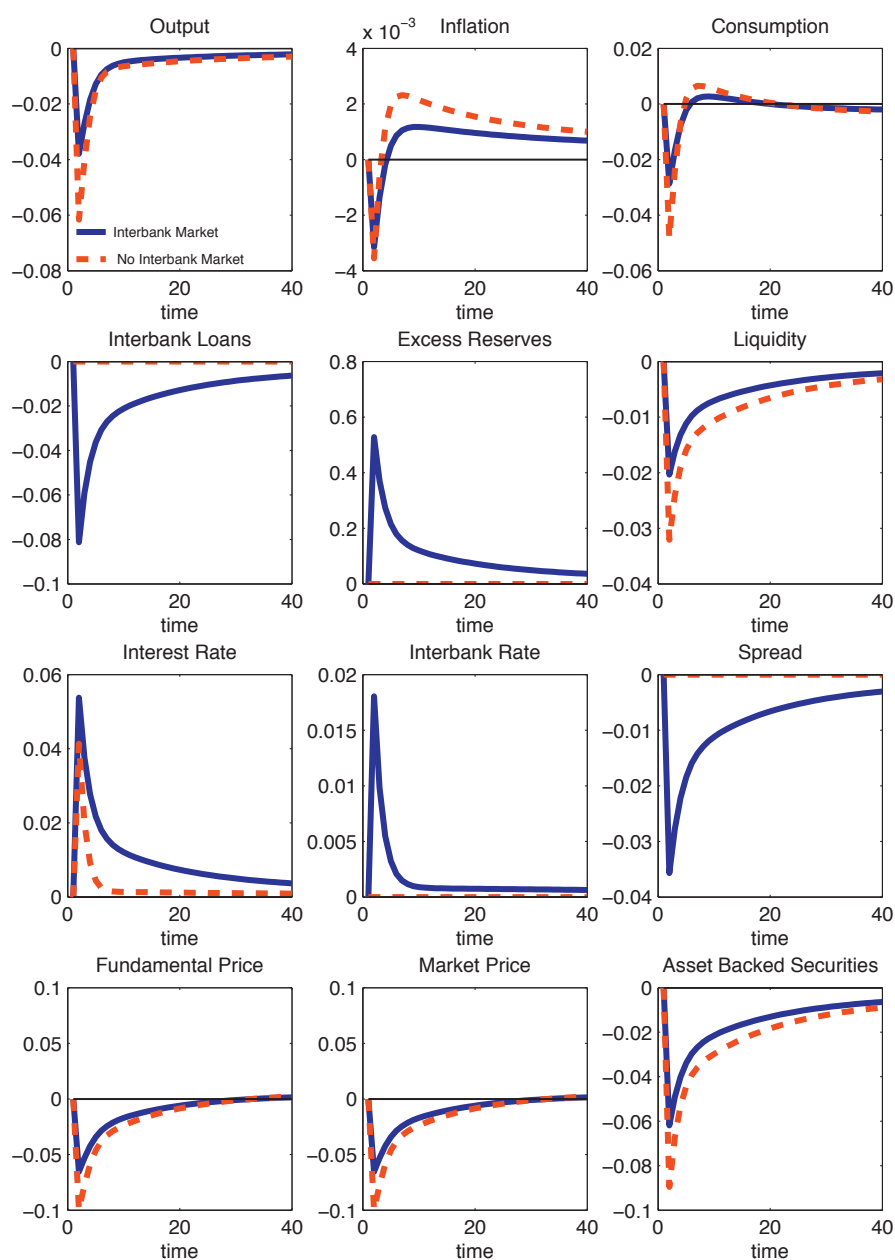 Output Inflation Consumption
× 10⁻³
0 4 0.02
−0.02 2 0
−0.04 0 −0.02
−0.06 −2 −0.04
−0.08 −4 −0.06
Interbank Market
No Interbank Market
0 20 40 0 20 40 0 20 40
time time time
Interbank Loans Excess Reserves Liquidity
0 0.8 0
−0.02 0.6 −0.01
−0.04 0.4 −0.02
−0.06 0.2 −0.03
−0.08 0 −0.04
−0.1
0 20 40 0 20 40 0 20 40
time time time
Interest Rate Interbank Rate Spread
0.06 0.02 0
0.04 0.015 −0.01
0.02 0.01 −0.02
0 0.005 −0.03
0 −0.04
0 20 40 0 20 40 0 20 40
time time time
Fundamental Price Market Price Asset Backed Securities
0.1 0.1 0
0.05 0.05 −0.02
0 0 −0.04
−0.05 −0.05 −0.06
−0.1 −0.1 −0.08
−0.1
0 20 40 0 20 40 0 20 40
time time time